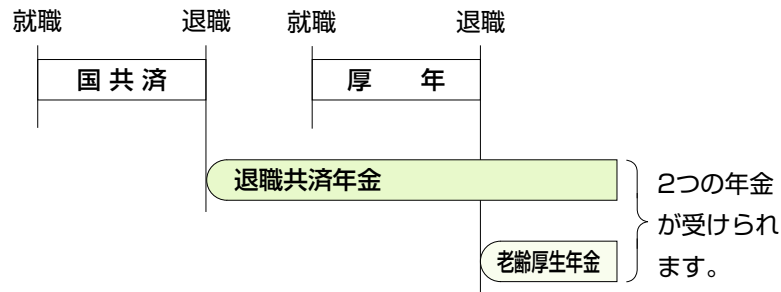 就職 退職 就職 退職
国共済 厚 年
退職共済年金
2つの年金
が受けられ
ます。
老齢厚生年金